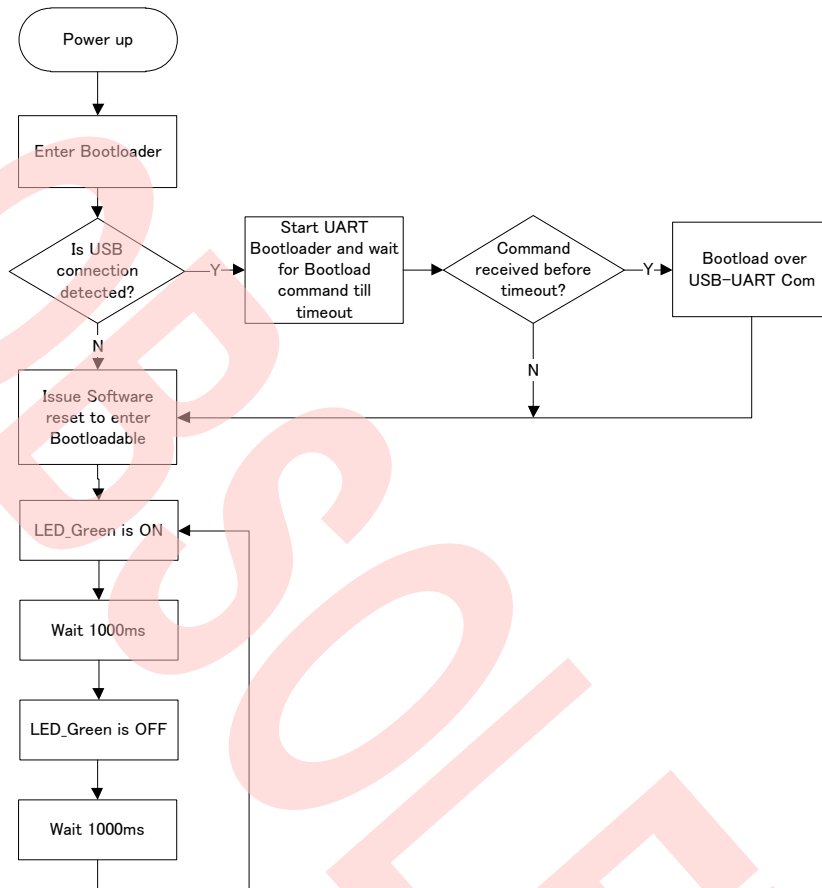 Power up
Enter Bootloader
Is USB
connection
detected?
Y
Start UART
Bootloader and wait
for Bootload
command till
timeout
Command
received before
timeout?
Y
Bootload over
USB-UART Com
N
N
Issue Software
reset to enter
Bootloadable
LED_Green is ON
Wait 1000ms
LED_Green is OFF
Wait 1000ms
OBSOLE